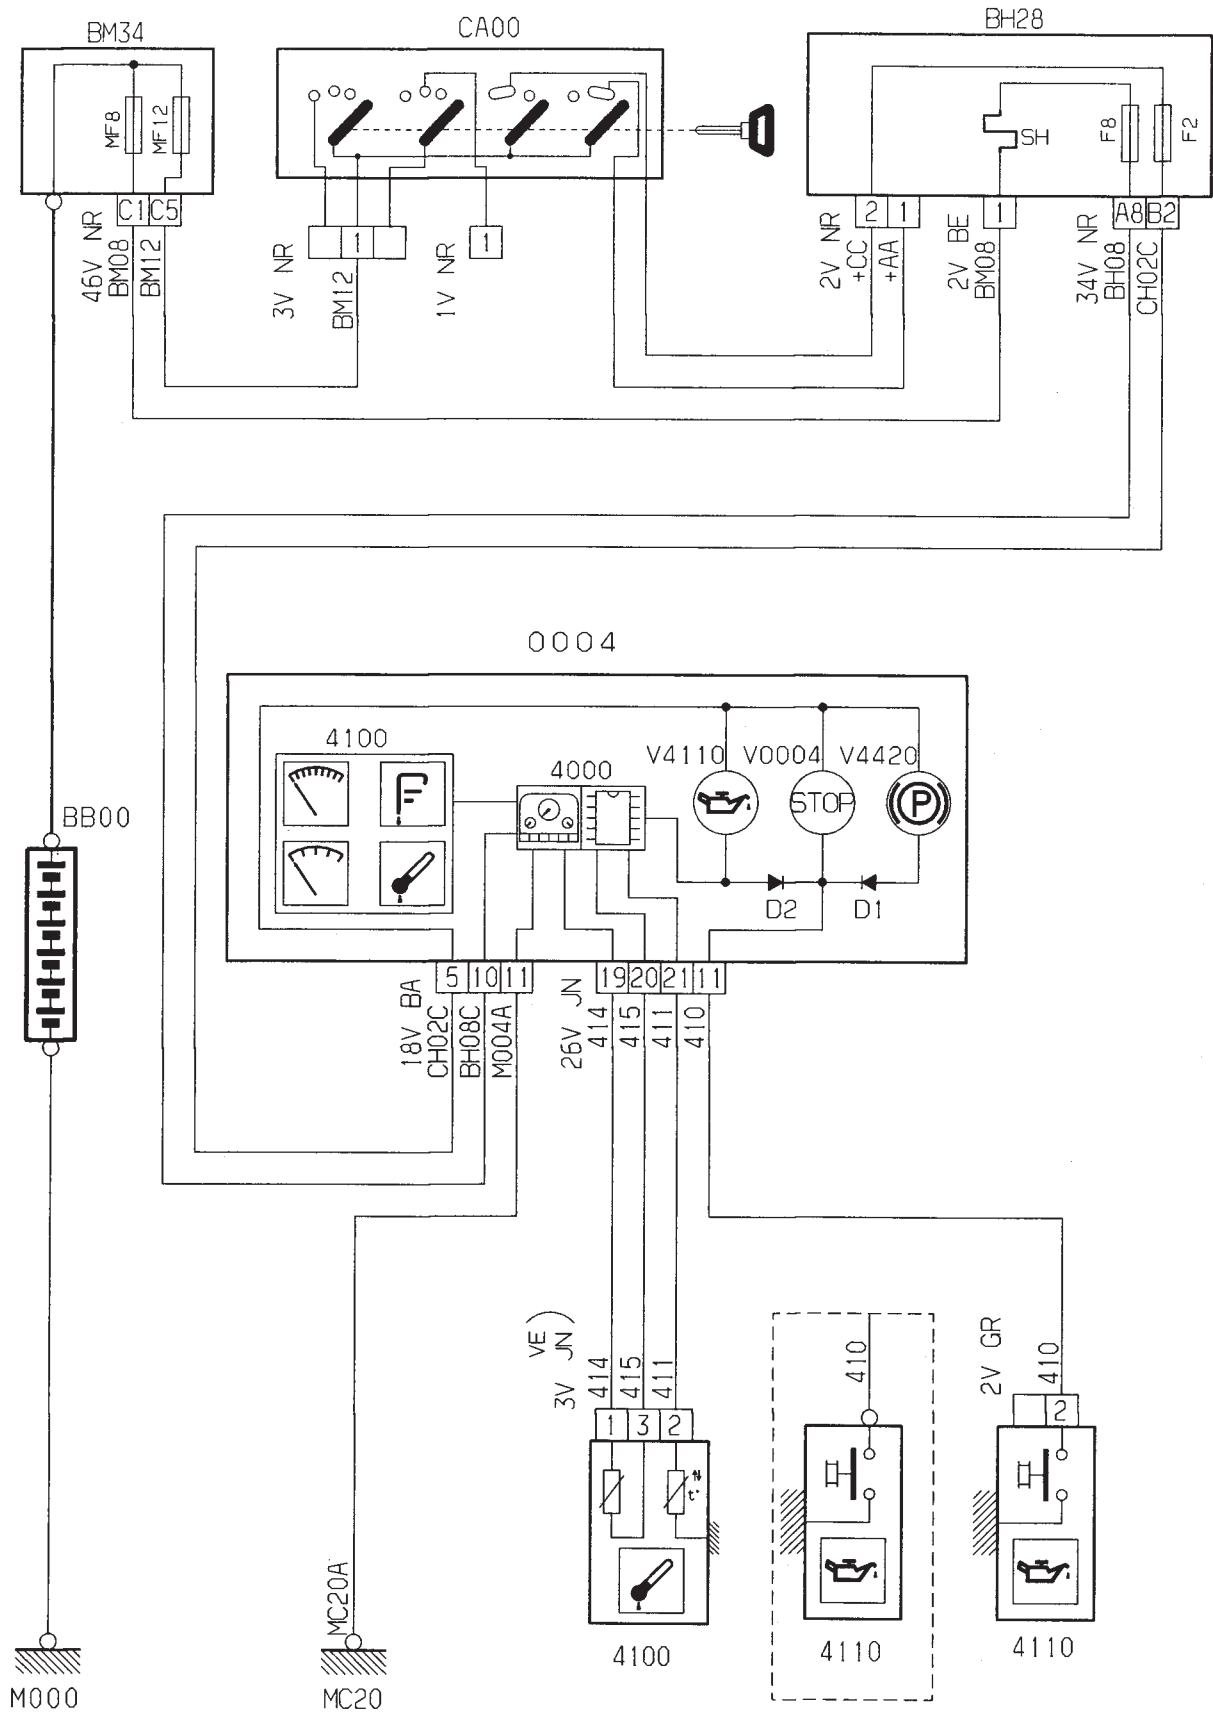 BM34
CA00
BH28
MF8
MF12
SH
F8
F2
C1 C5
1
1
2 1
1
A8 B2
46V NR
BM08
BM12
3V NR
BM12
1V NR
2V NR
+CC
+AA
2V BE
BM08
34V NR
BH08
CH02C
0004
4100
4000
V4110 V0004 V4420
STOP
P
D2
D1
BB00
5 10 11
19 20 21 11
18V BA
CH02C
BH08C
M004A
26V JN
414
415
411
410
VE )
3V JN
414
415
411
1 3 2
t°
410
2V GR
410
2
MC20A
4100
4110
4110
M000
MC20